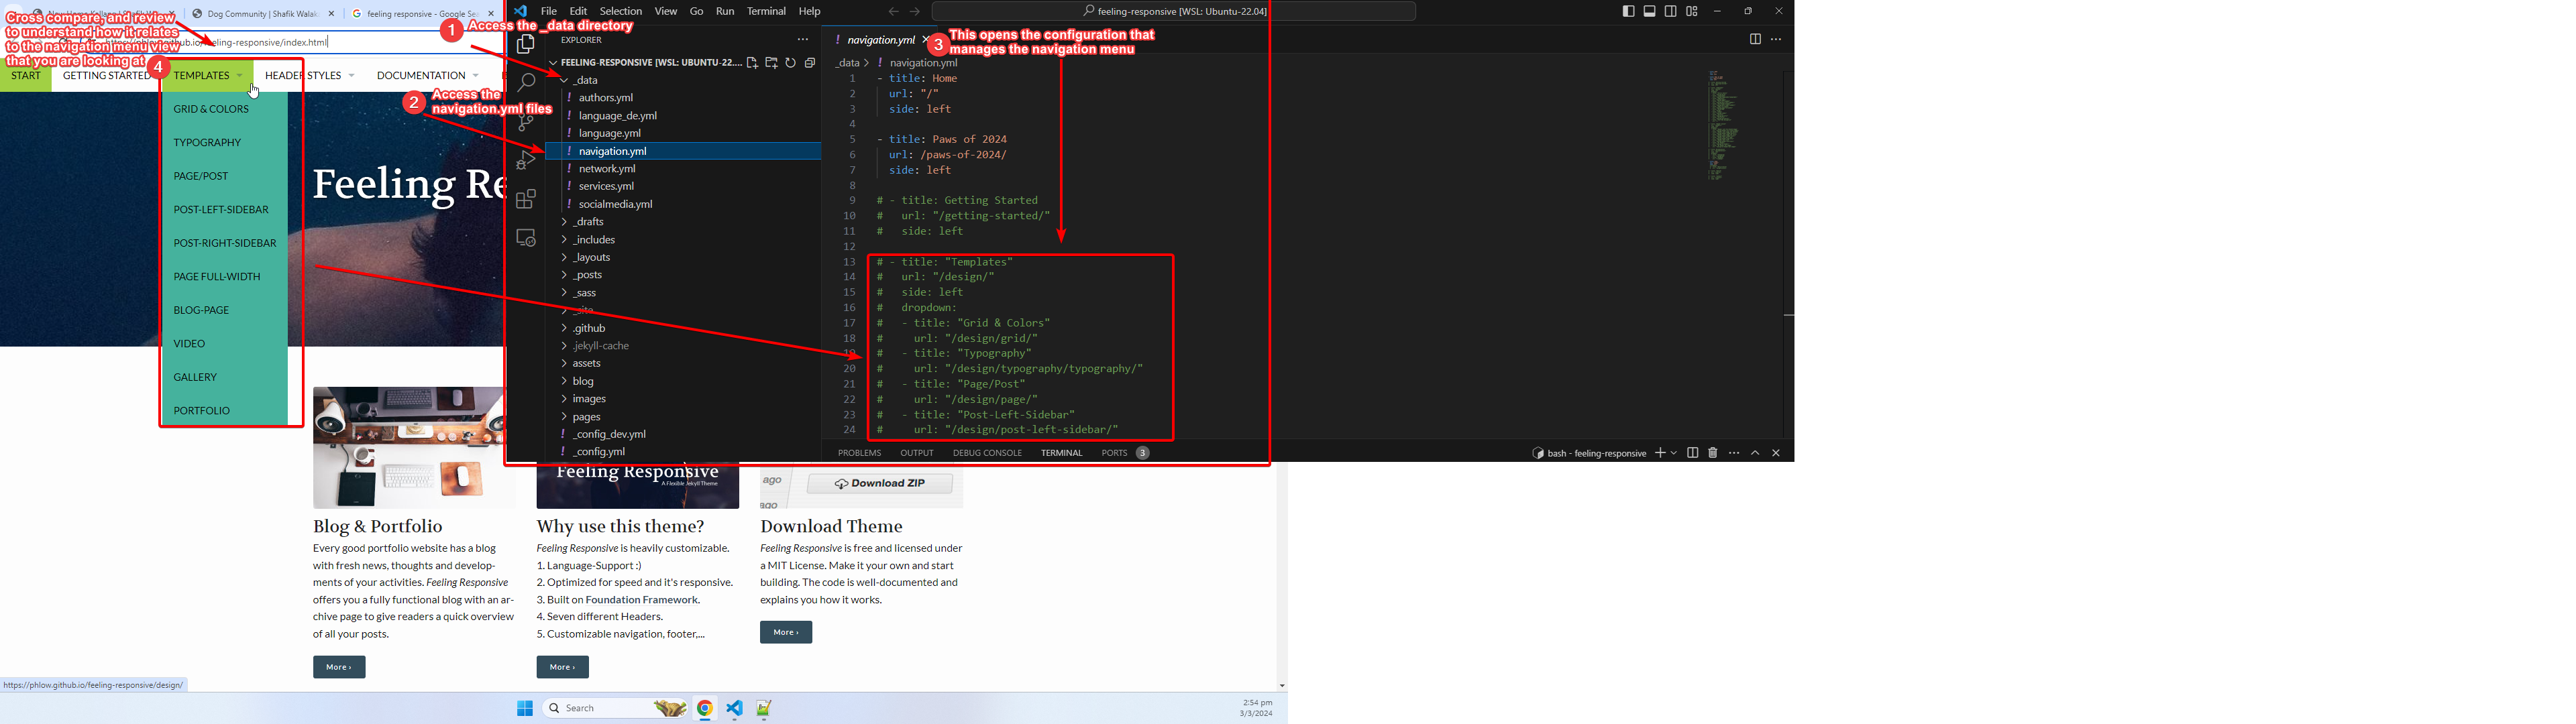 Cross compare, and review
to understand how it relates
to the navigation menu view
that you are looking at
4
Dog Community | Shafik Walak
feeling responsive - Google Se
.github.io/feeling-responsive/index.html
START
GETTING STARTED
TEMPLATES
HEADER STYLES
DOCUMENTATION
GRID & COLORS
TYPOGRAPHY
PAGE/POST
POST-LEFT-SIDEBAR
POST-RIGHT-SIDEBAR
PAGE FULL-WIDTH
BLOG-PAGE
VIDEO
GALLERY
PORTFOLIO
Feeling Re
File Edit Selection View Go Run Terminal Help
feeling-responsive [WSL: Ubuntu-22.04]
1
Access the _data directory
2
Access the
navigation.yml files
3
This opens the configuration that
manages the navigation menu
EXPLORER
FEELING-RESPONSIVE [WSL: UBUNTU-22....
_data
authors.yml
language_de.yml
language.yml
navigation.yml
network.yml
services.yml
socialmedia.yml
_drafts
_includes
_layouts
_posts
_sass
_site
.github
.jekyll-cache
assets
blog
images
pages
_config_dev.yml
_config.yml
navigation.yml
_data > ! navigation.yml
1 - title: Home
2 url: "/"
3 side: left
4
5 - title: Paws of 2024
6 url: /paws-of-2024/
7 side: left
8
9 # - title: Getting Started
10 # url: "/getting-started/"
11 # side: left
12
13 # - title: "Templates"
14 # url: "/design/"
15 # side: left
16 # dropdown:
17 # - title: "Grid & Colors"
18 # url: "/design/grid/"
19 # - title: "Typography"
20 # url: "/design/typography/typography/"
21 # - title: "Page/Post"
22 # url: "/design/page/"
23 # - title: "Post-Left-Sidebar"
24 # url: "/design/post-left-sidebar/"
PROBLEMS OUTPUT DEBUG CONSOLE TERMINAL PORTS 3
bash - feeling-responsive
Feeling Responsive
A Flexible Jekyll Theme
ago
Download ZIP
ago
Blog & Portfolio
Every good portfolio website has a blog
with fresh news, thoughts and develop-
ments of your activities. Feeling Responsive
offers you a fully functional blog with an ar-
chive page to give readers a quick overview
of all your posts.
More ›
Why use this theme?
Feeling Responsive is heavily customizable.
1. Language-Support :)
2. Optimized for speed and it's responsive.
3. Built on Foundation Framework.
4. Seven different Headers.
5. Customizable navigation, footer,...
More ›
Download Theme
Feeling Responsive is free and licensed under
a MIT License. Make it your own and start
building. The code is well-documented and
explains you how it works.
More ›
https://phlow.github.io/feeling-responsive/design/
Search
2:54 pm
3/3/2024